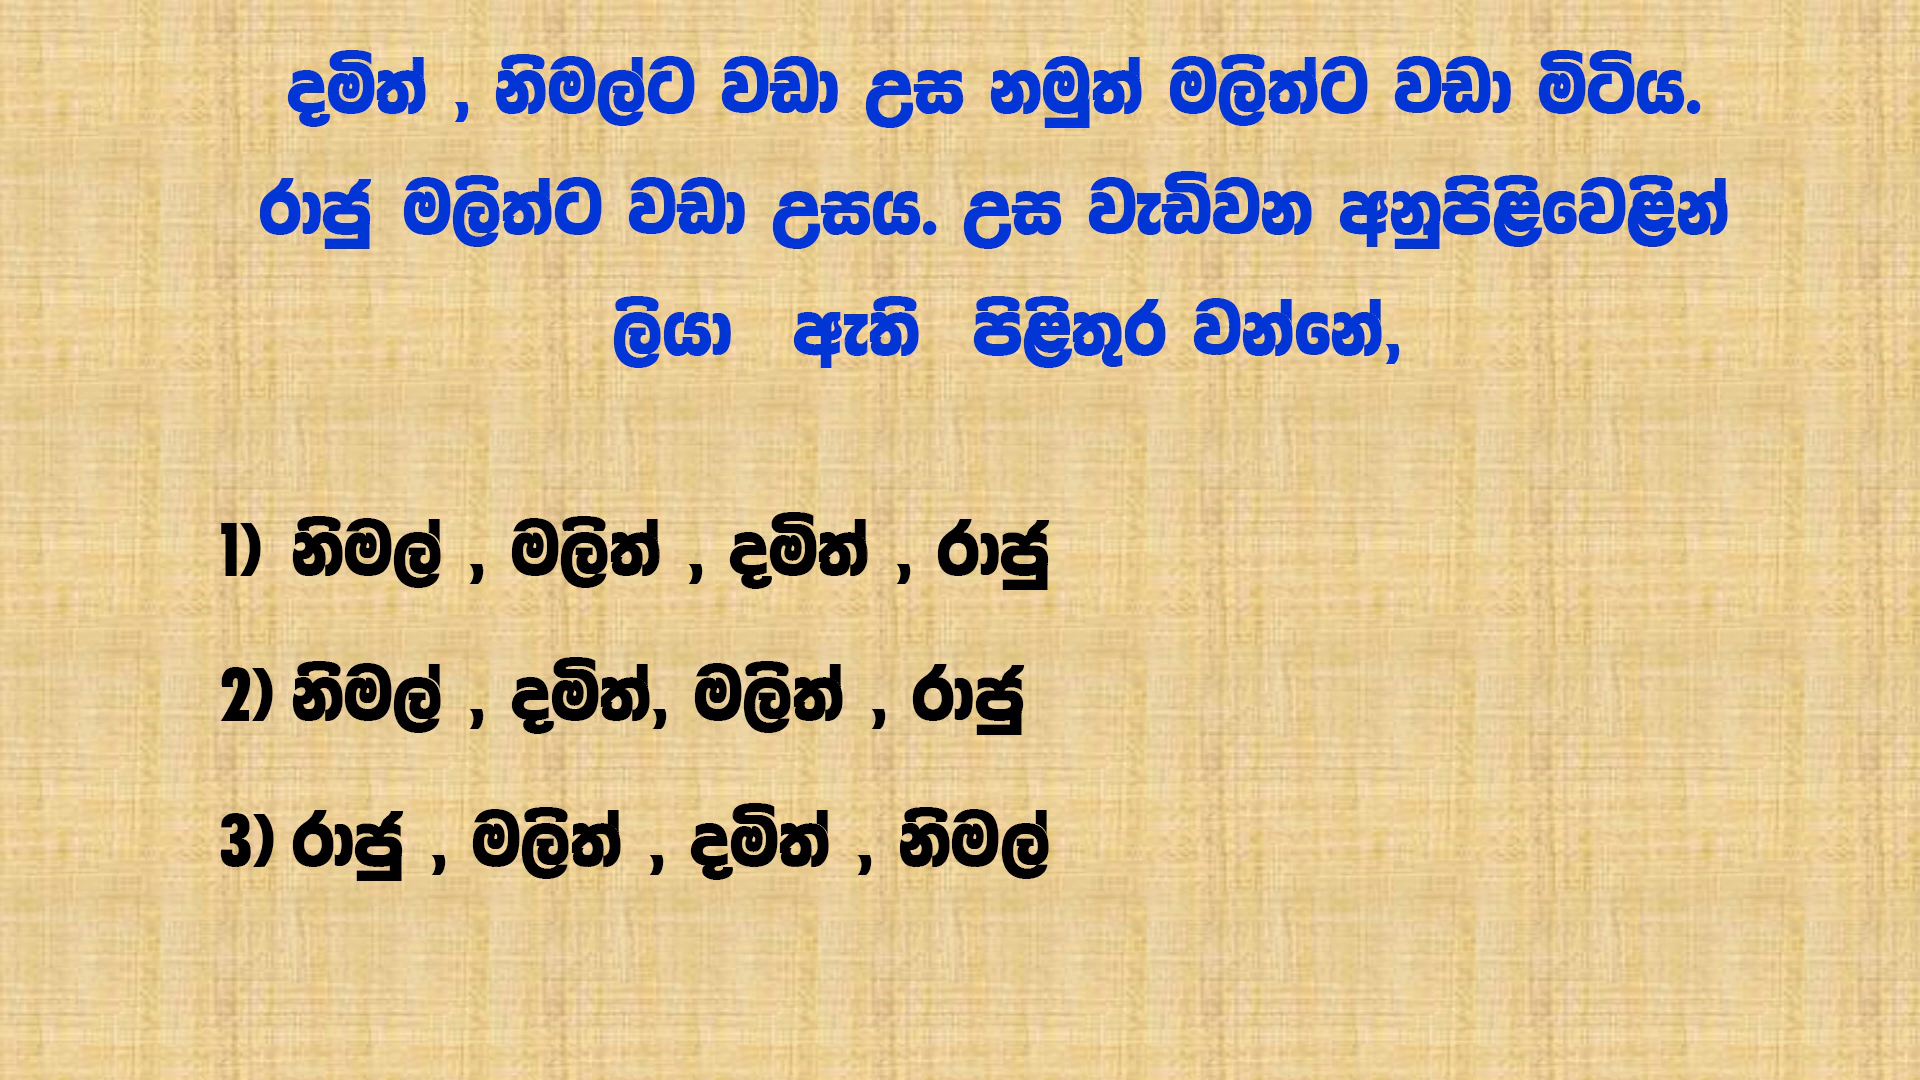 දමිත් , නිමල්ට වඩා උස නමුත් මලිත්ට වඩා මිටිය.
රාජු මලිත්ට වඩා උසය. උස වැඩිවන අනුපිළිවෙළින්
ලියා ඇති පිළිතුර වන්නේ,
1) නිමල් , මලිත් , දමිත් , රාජු
2) නිමල් , දමිත්, මලිත් , රාජු
3) රාජු , මලිත් , දමිත් , නිමල්